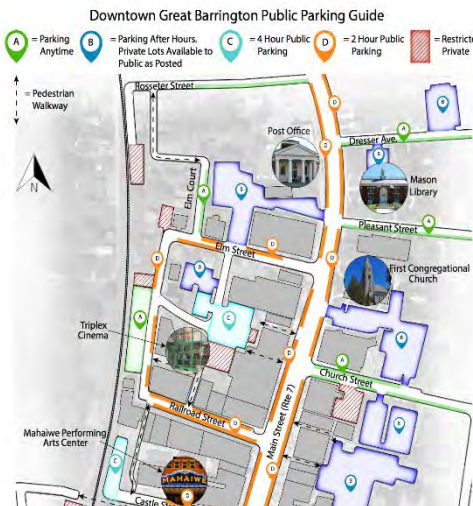 Downtown Great Barrington Public Parking Guide
A = Parking
Anytime
B = Parking After Hours.
Private Lots Available to
Public as Posted
C = 4 Hour Public
Parking
D = 2 Hour Public
Parking
= Restricte
Private
= Pedestrian
Walkway
N
Rosseter Street
D
B
Post Office
Dresser Ave.
A
D
B
Mason
Library
Elm Court
A
B
Pleasant Street
A
Elm Street
D
D
D
First Congregational
Church
B
C
B
A
Triplex
Cinema
D
A
Church Street
Railroad Street
D
Main Street (Rte 7)
B
Mahaiwe Performing
Arts Center
C
MAHAIWE
D
D
B
Castle St